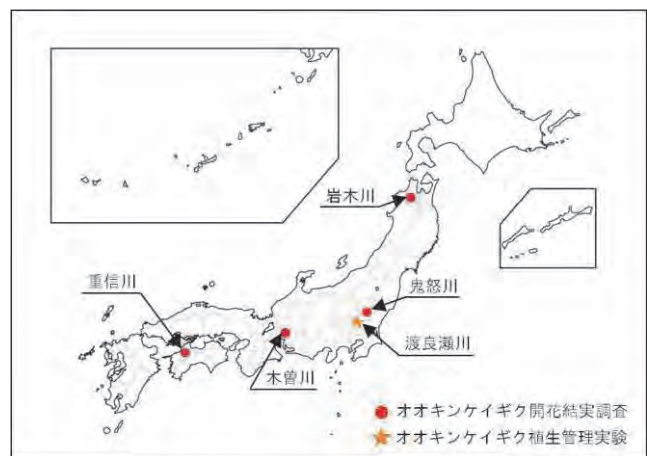 岩木川
重信川
鬼怒川
渡良瀬川
木曽川
オオキンケイギク開花結実調査
オオキンケイギク植生管理実験